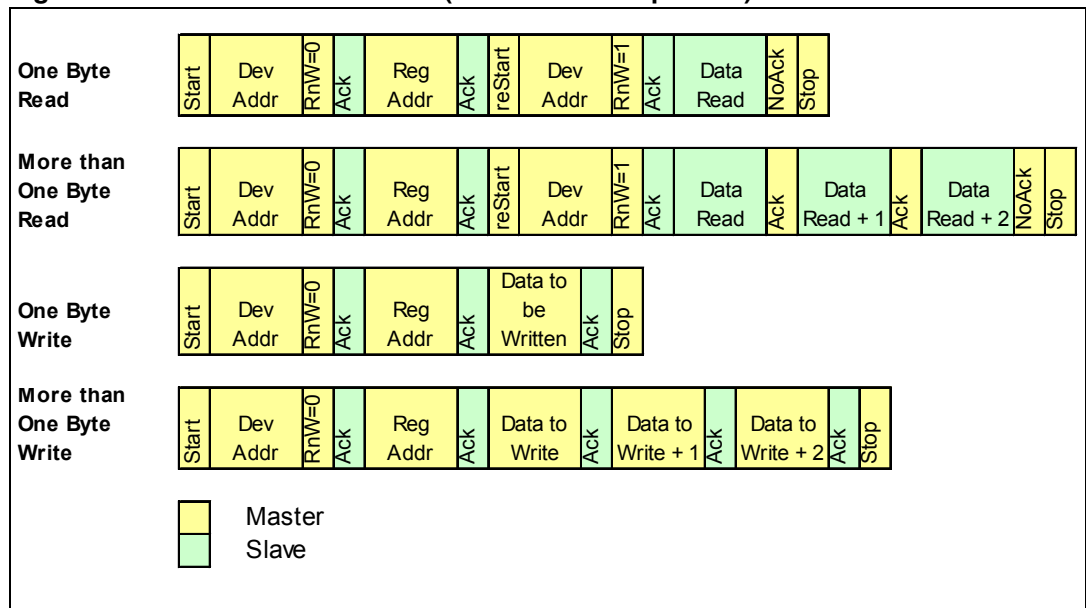 One Byte
Read
Start
Dev
Addr
RnW=0
Ack
Reg
Addr
Ack
reStart
Dev
Addr
RnW=1
Ack
Data
Read
NoAck
Stop
More than
One Byte
Read
Start
Dev
Addr
RnW=0
Ack
Reg
Addr
Ack
reStart
Dev
Addr
RnW=1
Ack
Data
Read
Ack
Data
Read + 1
Ack
Data
Read + 2
NoAck
Stop
One Byte
Write
Start
Dev
Addr
RnW=0
Ack
Reg
Addr
Ack
Data to
be
Written
Ack
Stop
More than
One Byte
Write
Start
Dev
Addr
RnW=0
Ack
Reg
Addr
Ack
Data to
Write
Ack
Data to
Write + 1
Ack
Data to
Write + 2
Ack
Stop
Master
Slave